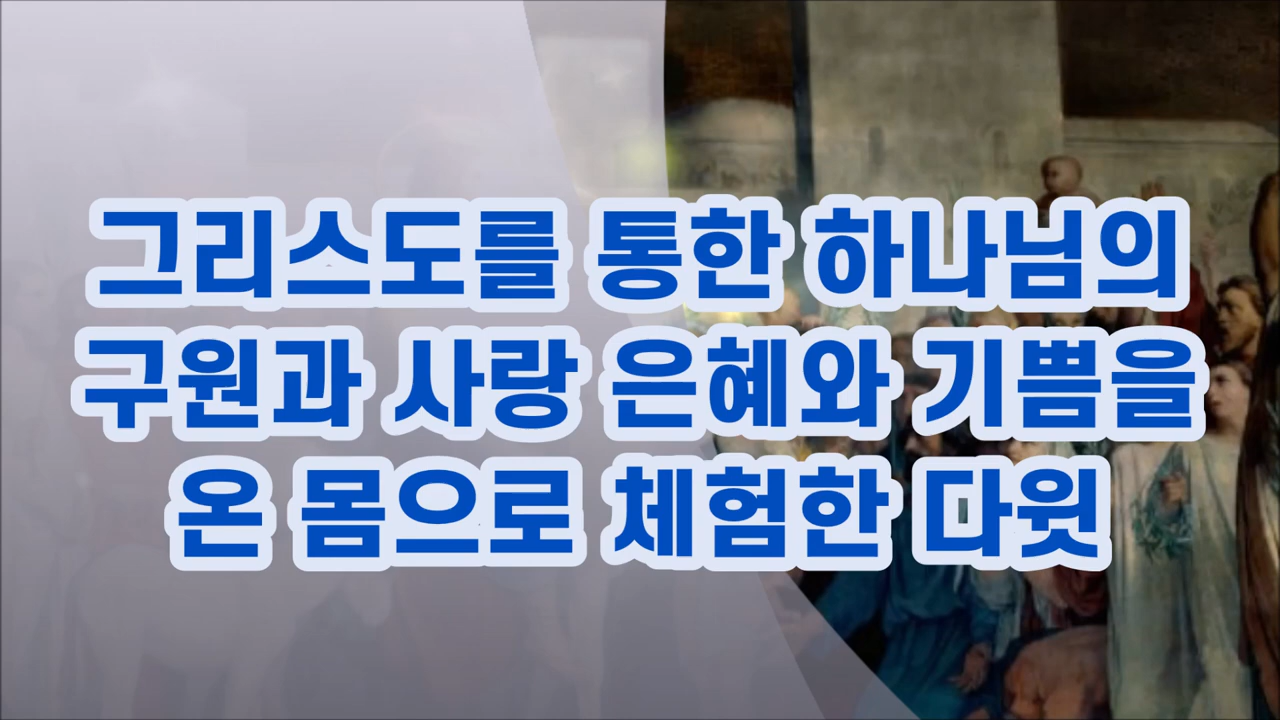 그리스도를 통한 하나님의
구원과 사랑 은혜와 기쁨을
온 몸으로 체험한 다윗